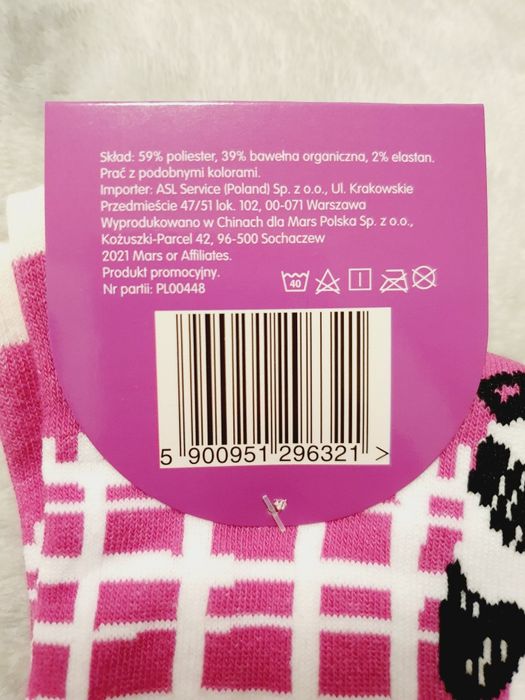 Skład: 59% poliester, 39% bawełna organiczna, 2% elastan.
Prać z podobnymi kolorami.
Importer: ASL Service (Poland) Sp. z o.o., Ul. Krakowskie
Przedmieście 47/51 lok. 102, 00-071 Warszawa
Wyprodukowano w Chinach dla Mars Polska Sp. z o.o.,
Kożuszki-Parcel 42, 96-500 Sochaczew
2021 Mars or Affiliates.
Produkt promocyjny.
Nr partii: PL00448
40
5 900951 296321 >